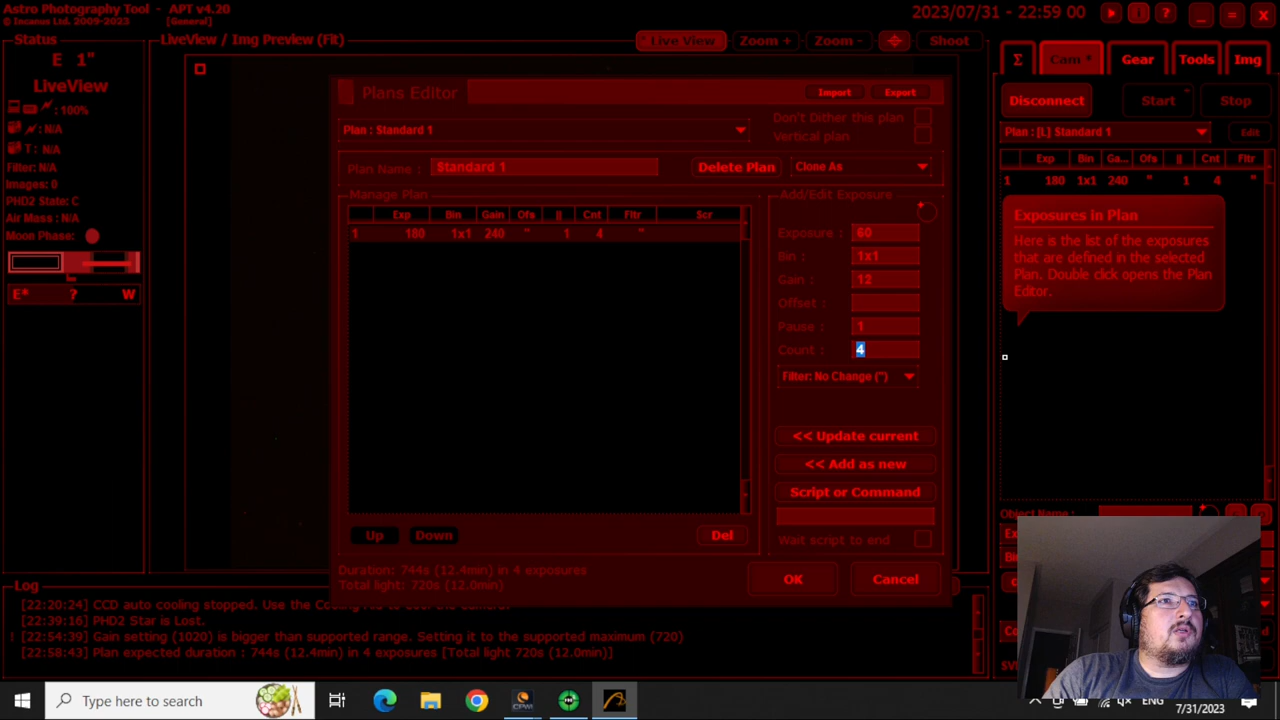 Astro Photography Tool - APT v4.20
© Incanus Ltd. 2009-2023
[General]
2023/07/31 - 22:59 00
Status
E 1"
LiveView
: 100%
: N/A
T : N/A
Filter: N/A
Images: 0
PHD2 State: C
Air Mass : N/A
Moon Phase:
E* ? W
LiveView / Img Preview (Fit)
Live View
Zoom +
Zoom -
Shoot
Plans Editor
Import
Export
Plan : Standard 1
Don't Dither this plan
Vertical plan
Plan Name : Standard 1
Delete Plan
Clone As
Manage Plan
Exp Bin Gain Ofs || Cnt Fltr Scr
1 180 1x1 240 " 1 4 "
Up
Down
Del
Duration: 744s (12.4min) in 4 exposures
Total light: 720s (12.0min)
Add/Edit Exposure
Exposure : 60
Bin : 1x1
Gain : 12
Offset :
Pause : 1
Count : 4
Filter: No Change (")
<< Update current
<< Add as new
Script or Command
Wait script to end
OK
Cancel
Σ
Cam
Gear
Tools
Img
Disconnect
Start
Stop
Plan : [L] Standard 1
Edit
Exp Bin Ga... Ofs || Cnt Fltr
1 180 1x1 240 " 1 4 "
Exposures in Plan
Here is the list of the exposures
that are defined in the selected
Plan. Double click opens the Plan
Editor.
Object Name :
Log
[22:20:24] CCD auto cooling stopped. Use the
[22:39:16] PHD2 Star is Lost.
! [22:54:39] Gain setting (1020) is bigger than supported range. Setting it to the supported maximum (720)
[22:58:43] Plan expected duration : 744s (12.4min) in 4 exposures [Total light 720s (12.0min)]
Type here to search
CPWI
ENG
7/31/2023